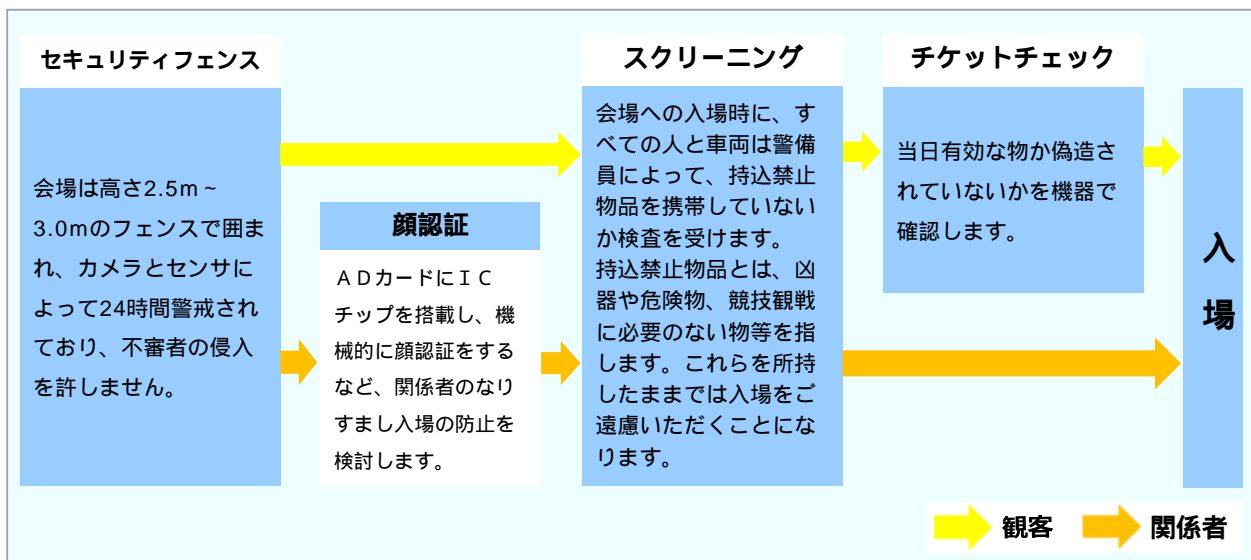 セキュリティフェンス
会場は高さ2.5m～
3.0mのフェンスで囲ま
れ、カメラとセンサに
よって24時間警戒され
ており、不審者の侵入
を許しません。
顔認証
ＡＤカードにＩＣ
チップを搭載し、機
械的に顔認証をする
など、関係者のなり
すまし入場の防止を
検討します。
スクリーニング
会場への入場時に、す
べての人と車両は警備
員によって、持込禁止
物品を携帯していない
か検査を受けます。
持込禁止物品とは、凶
器や危険物、競技観戦
に必要のない物等を指
します。これらを所持
したままでは入場をご
遠慮いただくことにな
ります。
チケットチェック
当日有効な物か偽造さ
れていないかを機器で
確認します。
入
場
観客
関係者